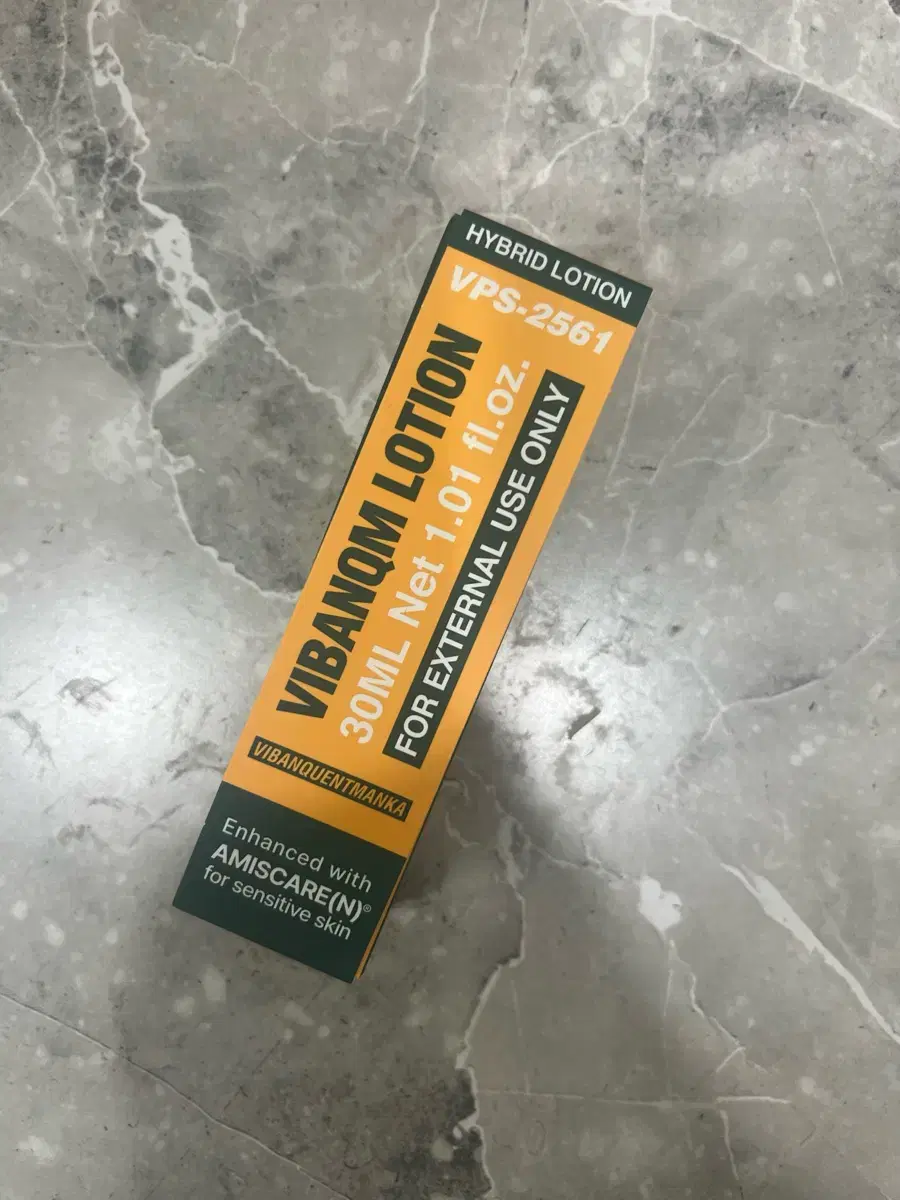 HYBRID LOTION
VPS-2561
VIBANQM LOTION
30ML Net 1.01 fl.oz.
FOR EXTERNAL USE ONLY
VIBANQUENTMANKA
Enhanced with
AMISCARE(N)®
for sensitive skin